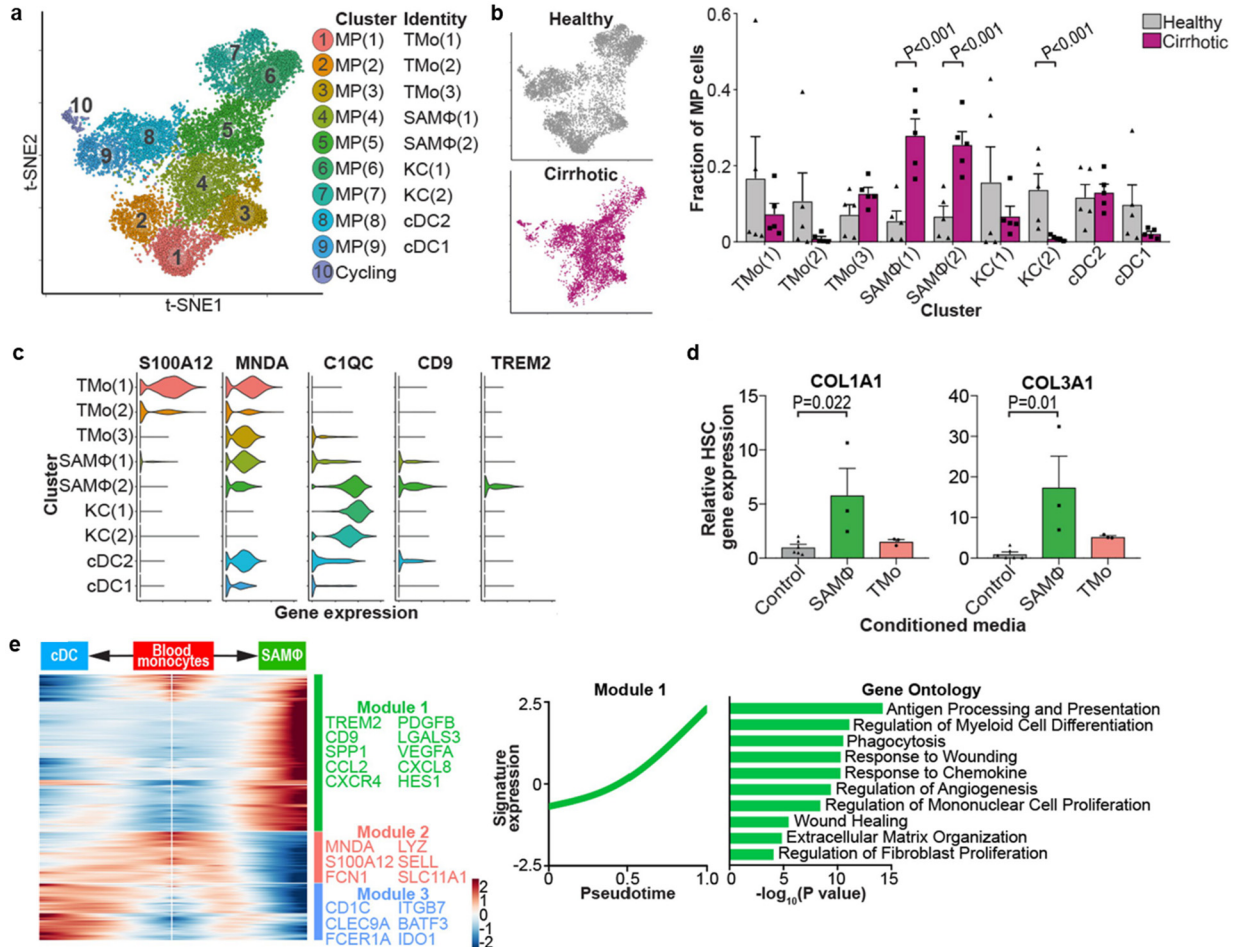 a
t-SNE2
t-SNE1
10
7
6
5
8
9
4
2
3
1
Cluster Identity
1 MP(1) TMo(1)
2 MP(2) TMo(2)
3 MP(3) TMo(3)
4 MP(4) SAMΦ(1)
5 MP(5) SAMΦ(2)
6 MP(6) KC(1)
7 MP(7) KC(2)
8 MP(8) cDC2
9 MP(9) cDC1
10 Cycling
b
Healthy
Cirrhotic
Fraction of MP cells
0.6
0.4
0.2
0.0
P<0.001
P<0.001
P<0.001
Healthy
Cirrhotic
TMo(1)
TMo(2)
TMo(3)
SAMΦ(1)
SAMΦ(2)
KC(1)
KC(2)
cDC2
cDC1
Cluster
c
S100A12 MNDA C1QC CD9 TREM2
Cluster
TMo(1)
TMo(2)
TMo(3)
SAMΦ(1)
SAMΦ(2)
KC(1)
KC(2)
cDC2
cDC1
Gene expression
d
Relative HSC
gene expression
COL1A1
P=0.022
15
10
5
0
Control
SAMΦ
TMo
COL3A1
P=0.01
40
30
20
10
0
Control
SAMΦ
TMo
Conditioned media
e
cDC
Blood
monocytes
SAMΦ
Module 1
TREM2 PDGFB
CD9 LGALS3
SPP1 VEGFA
CCL2 CXCL8
CXCR4 HES1
Module 2
MNDA LYZ
S100A12 SELL
FCN1 SLC11A1
Module 3
CD1C ITGB7
CLEC9A BATF3
FCER1A IDO1
2
1
0
-1
-2
Module 1
Signature
expression
2.5
0
-2.5
0 0.5 1.0
Pseudotime
Gene Ontology
Antigen Processing and Presentation
Regulation of Myeloid Cell Differentiation
Phagocytosis
Response to Wounding
Response to Chemokine
Regulation of Angiogenesis
Regulation of Mononuclear Cell Proliferation
Wound Healing
Extracellular Matrix Organization
Regulation of Fibroblast Proliferation
0 5 10 15
-log10(P value)